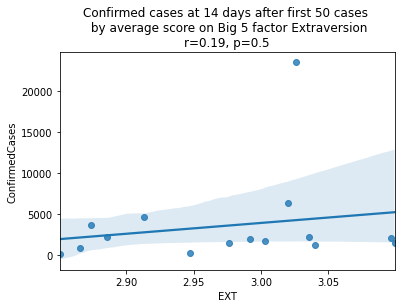 Confirmed cases at 14 days after first 50 cases
by average score on Big 5 factor Extraversion
r=0.19, p=0.5
20000
15000
10000
5000
0
ConfirmedCases
2.90
2.95
3.00
3.05
EXT